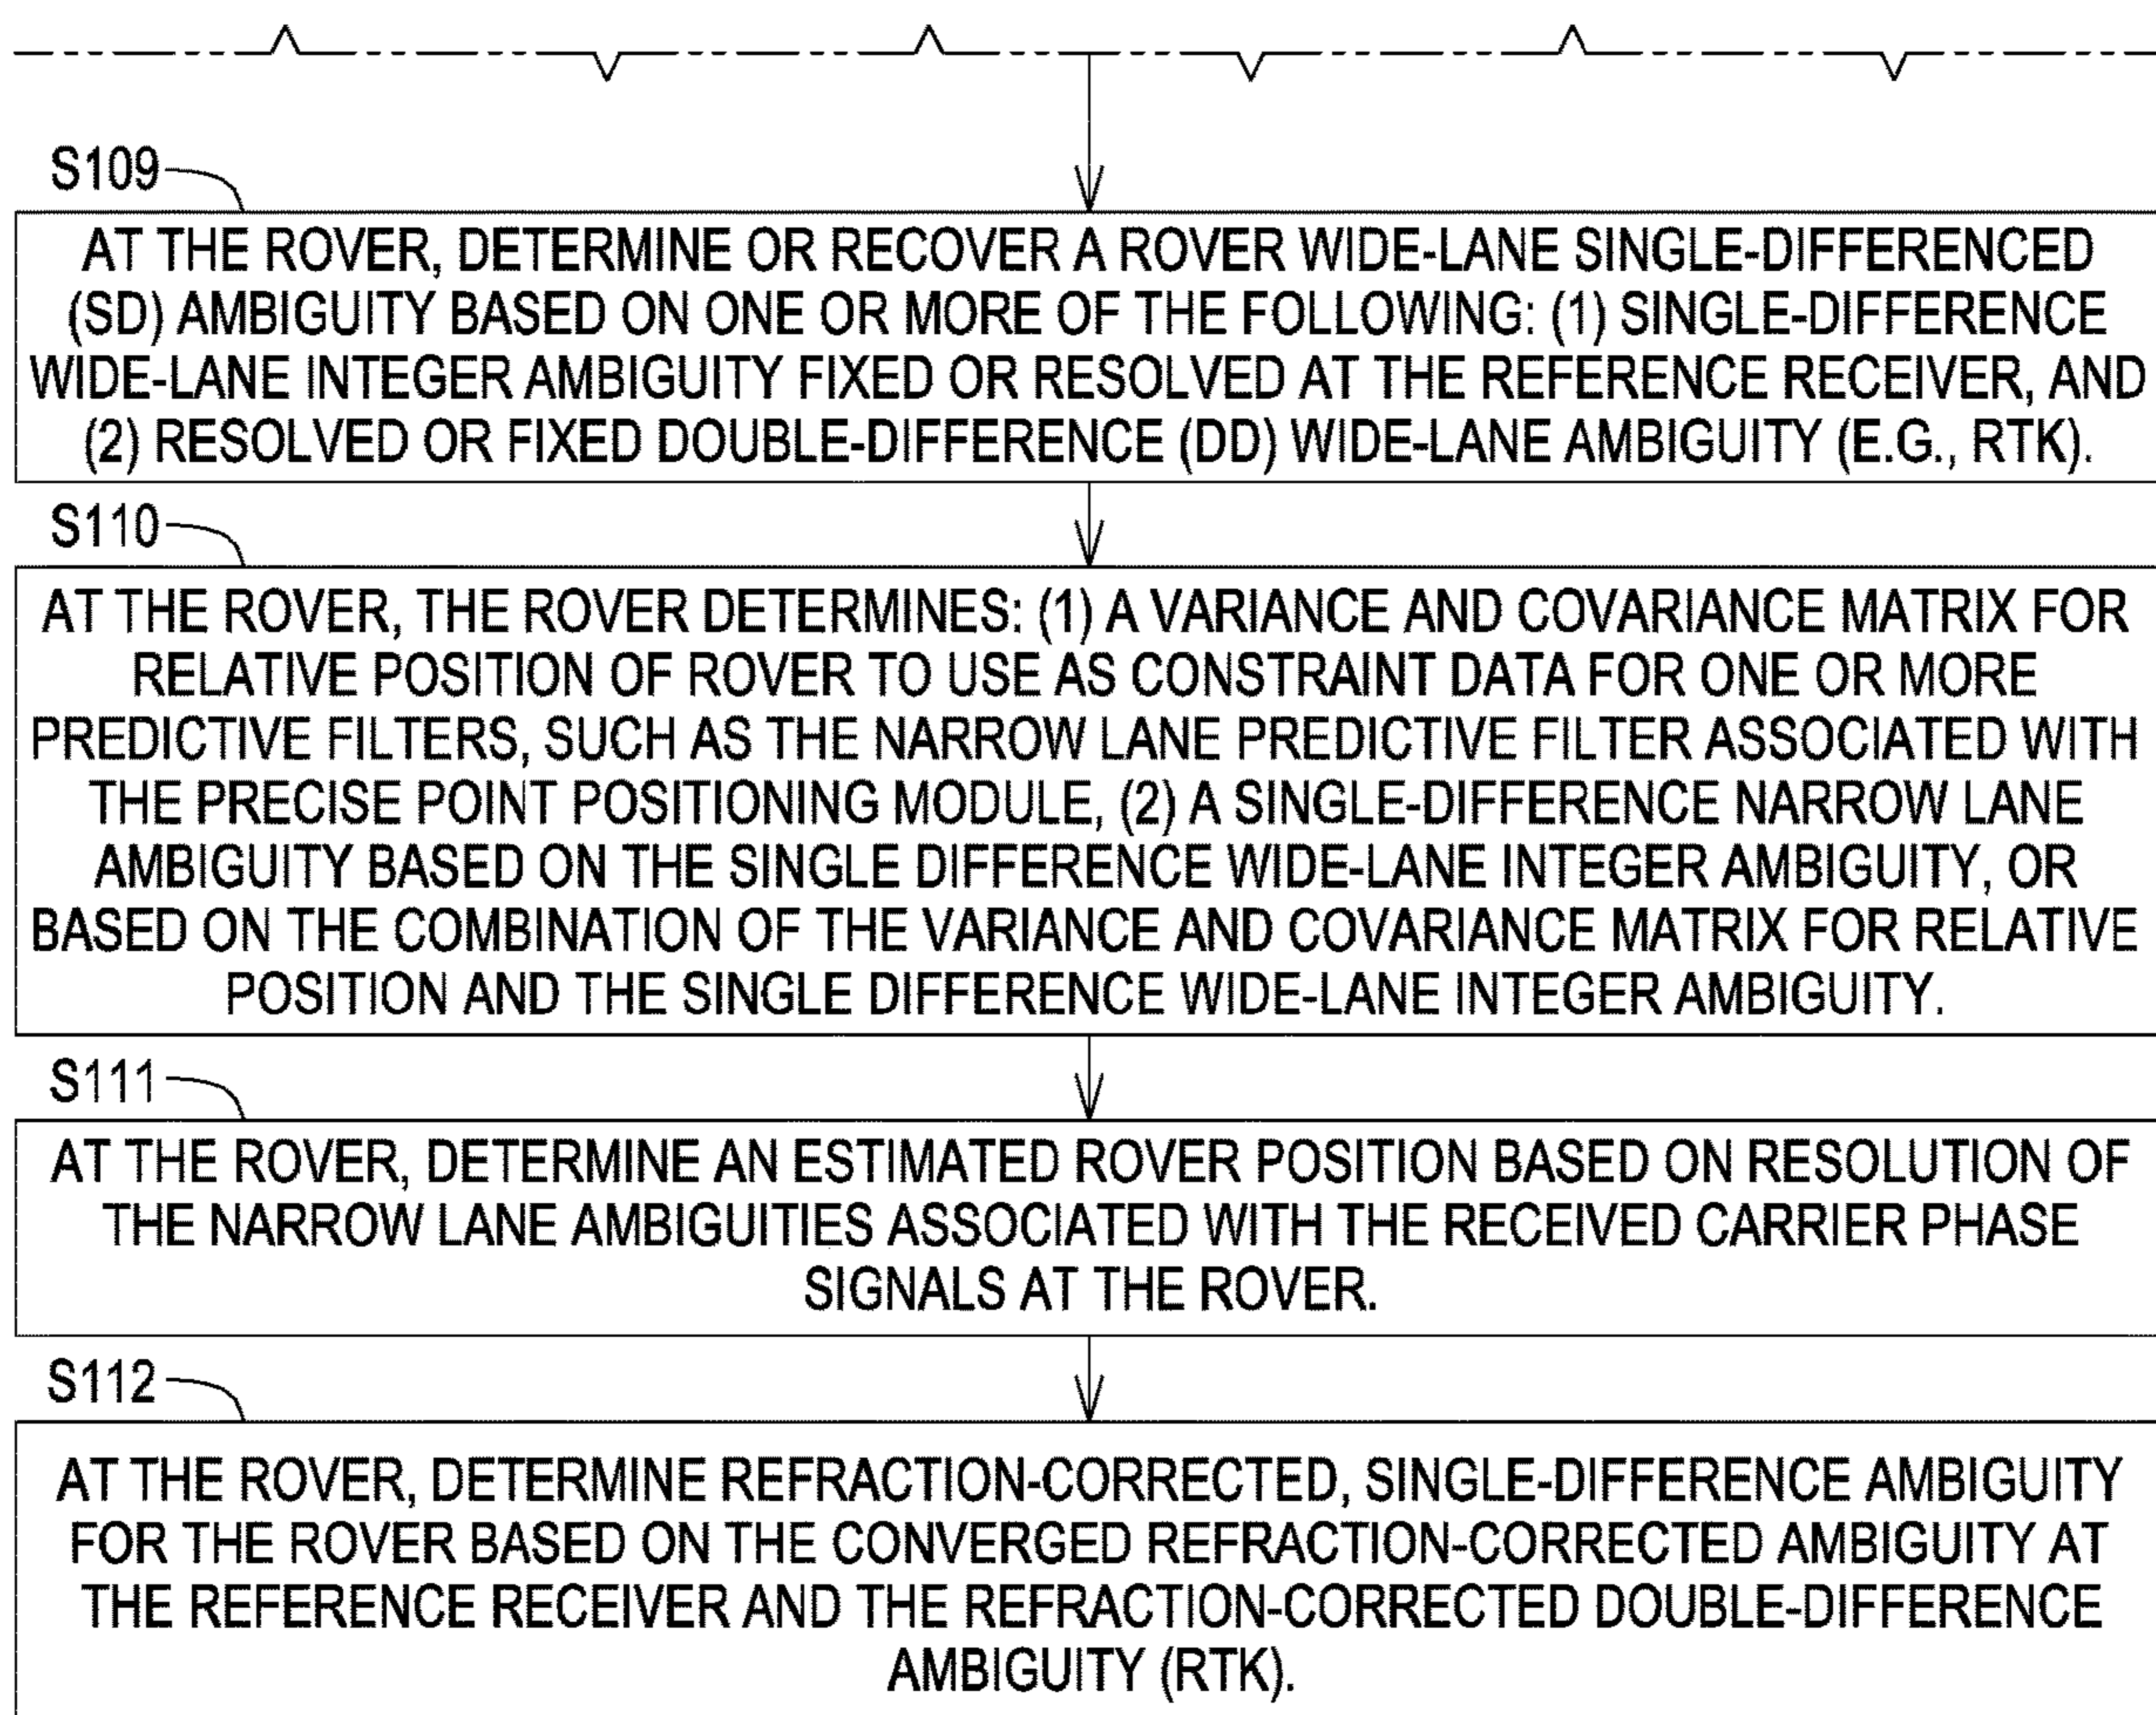 S109
AT THE ROVER, DETERMINE OR RECOVER A ROVER WIDE-LANE SINGLE-DIFFERENCED
(SD) AMBIGUITY BASED ON ONE OR MORE OF THE FOLLOWING: (1) SINGLE-DIFFERENCE
WIDE-LANE INTEGER AMBIGUITY FIXED OR RESOLVED AT THE REFERENCE RECEIVER, AND
(2) RESOLVED OR FIXED DOUBLE-DIFFERENCE (DD) WIDE-LANE AMBIGUITY (E.G., RTK).
S110
AT THE ROVER, THE ROVER DETERMINES: (1) A VARIANCE AND COVARIANCE MATRIX FOR
RELATIVE POSITION OF ROVER TO USE AS CONSTRAINT DATA FOR ONE OR MORE
PREDICTIVE FILTERS, SUCH AS THE NARROW LANE PREDICTIVE FILTER ASSOCIATED WITH
THE PRECISE POINT POSITIONING MODULE, (2) A SINGLE-DIFFERENCE NARROW LANE
AMBIGUITY BASED ON THE SINGLE DIFFERENCE WIDE-LANE INTEGER AMBIGUITY, OR
BASED ON THE COMBINATION OF THE VARIANCE AND COVARIANCE MATRIX FOR RELATIVE
POSITION AND THE SINGLE DIFFERENCE WIDE-LANE INTEGER AMBIGUITY.
S111
AT THE ROVER, DETERMINE AN ESTIMATED ROVER POSITION BASED ON RESOLUTION OF
THE NARROW LANE AMBIGUITIES ASSOCIATED WITH THE RECEIVED CARRIER PHASE
SIGNALS AT THE ROVER.
S112
AT THE ROVER, DETERMINE REFRACTION-CORRECTED, SINGLE-DIFFERENCE AMBIGUITY
FOR THE ROVER BASED ON THE CONVERGED REFRACTION-CORRECTED AMBIGUITY AT
THE REFERENCE RECEIVER AND THE REFRACTION-CORRECTED DOUBLE-DIFFERENCE
AMBIGUITY (RTK).